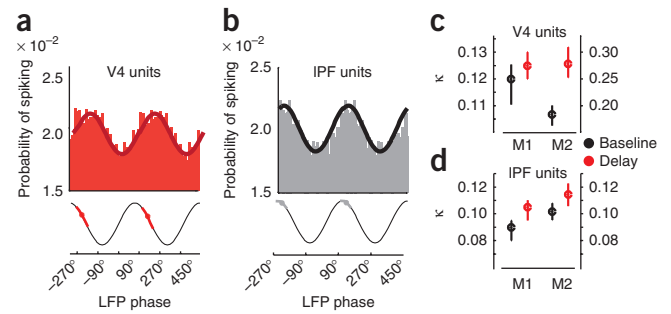 a
× 10⁻²
V4 units
Probability of spiking
2.5
2.0
1.5
-270° -90° 90° 270° 450°
LFP phase
b
× 10⁻²
lPF units
Probability of spiking
2.5
2.0
1.5
-270° -90° 90° 270° 450°
LFP phase
c
V4 units
κ
0.13
0.12
0.11
0.30
0.25
0.20
M1 M2
Baseline
Delay
d
lPF units
κ
0.12
0.10
0.08
0.12
0.10
0.08
M1 M2